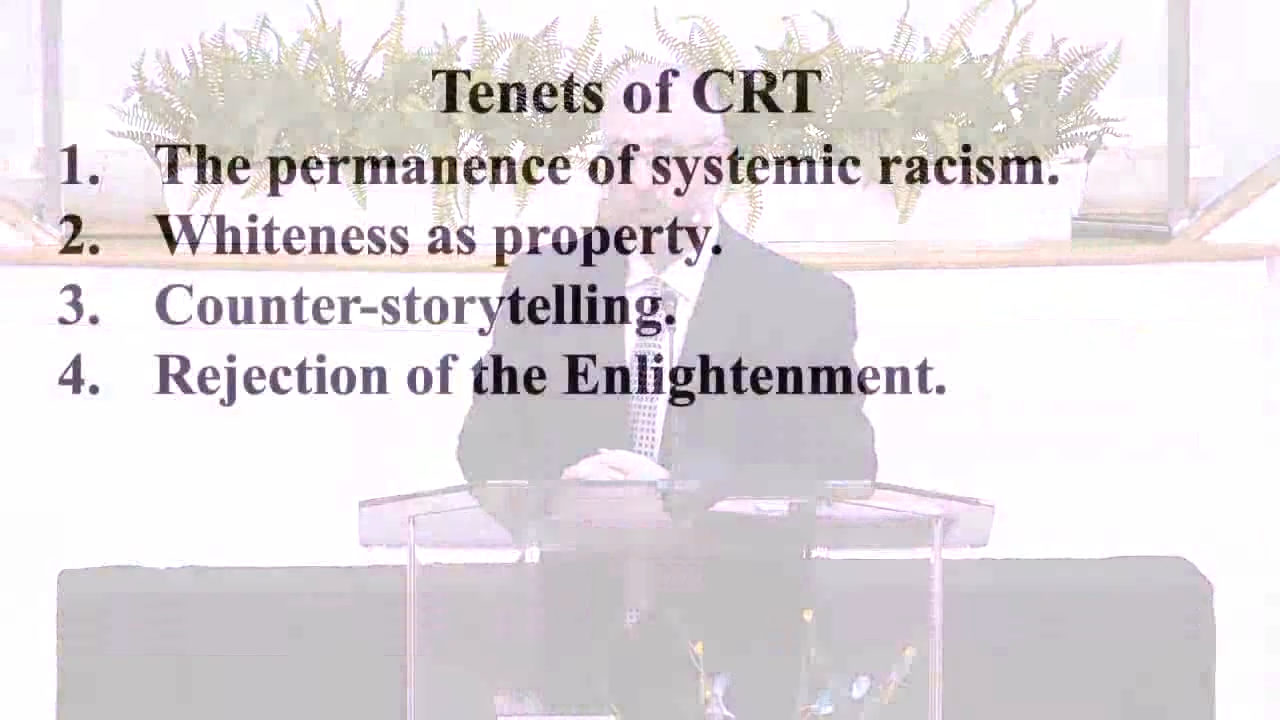 Tenets of CRT
1. The permanence of systemic racism.
2. Whiteness as property.
3. Counter-storytelling.
4. Rejection of the Enlightenment.